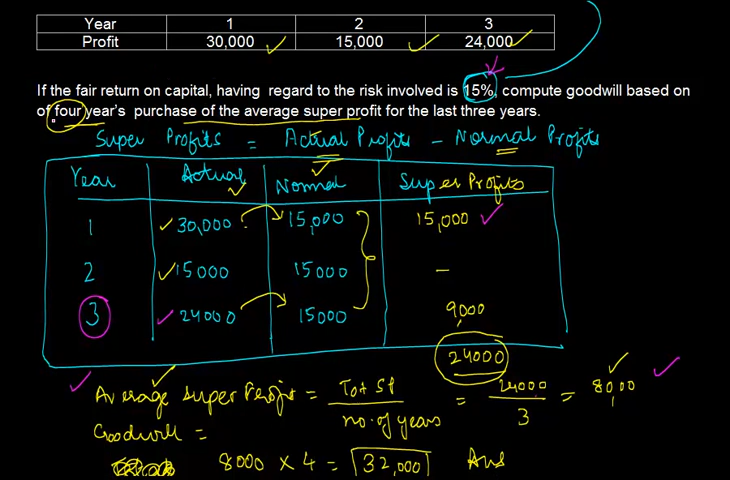 Year 1 2 3
Profit 30,000 15,000 24,000
If the fair return on capital, having regard to the risk involved is 15%, compute goodwill based on
of four year's purchase of the average super profit for the last three years.
Super Profits = Actual Profits - Normal Profits
Year Actual Normal Super Profits
1 30,000 15,000 15,000
2 15000 15000 -
3 24000 15000 9,000
24000
Average Super Profit = Tot SP / no. of years = 24000 / 3 = 8000
Goodwill =
8000 × 4 = 32,000 Ans